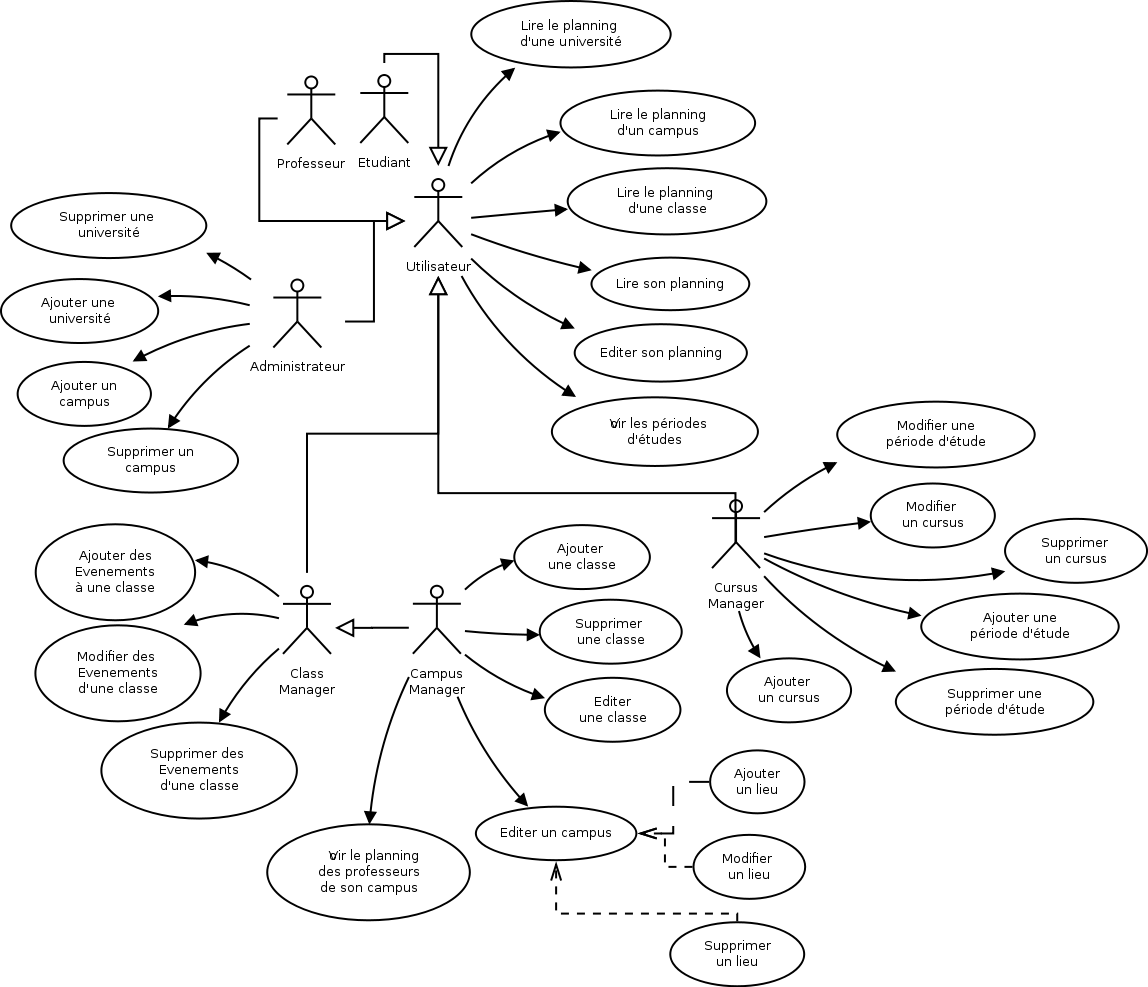 Lire le planning
d'une université
Lire le planning
d'un campus
Professeur
Etudiant
Lire le planning
d'une classe
Utilisateur
Supprimer une
université
Lire son planning
Ajouter une
université
Administrateur
Editer son planning
Ajouter un
campus
Voir les périodes
d'études
Supprimer un
campus
Modifier une
période d'étude
Modifier
un cursus
Supprimer
un cursus
Cursus
Manager
Ajouter une
période d'étude
Ajouter
un cursus
Supprimer une
période d'étude
Ajouter des
Evenements
à une classe
Modifier des
Evenements
d'une classe
Class
Manager
Supprimer des
Evenements
d'une classe
Campus
Manager
Ajouter
une classe
Supprimer
une classe
Editer
une classe
Ajouter
un lieu
Editer un campus
Modifier
un lieu
Voir le planning
des professeurs
de son campus
Supprimer
un lieu